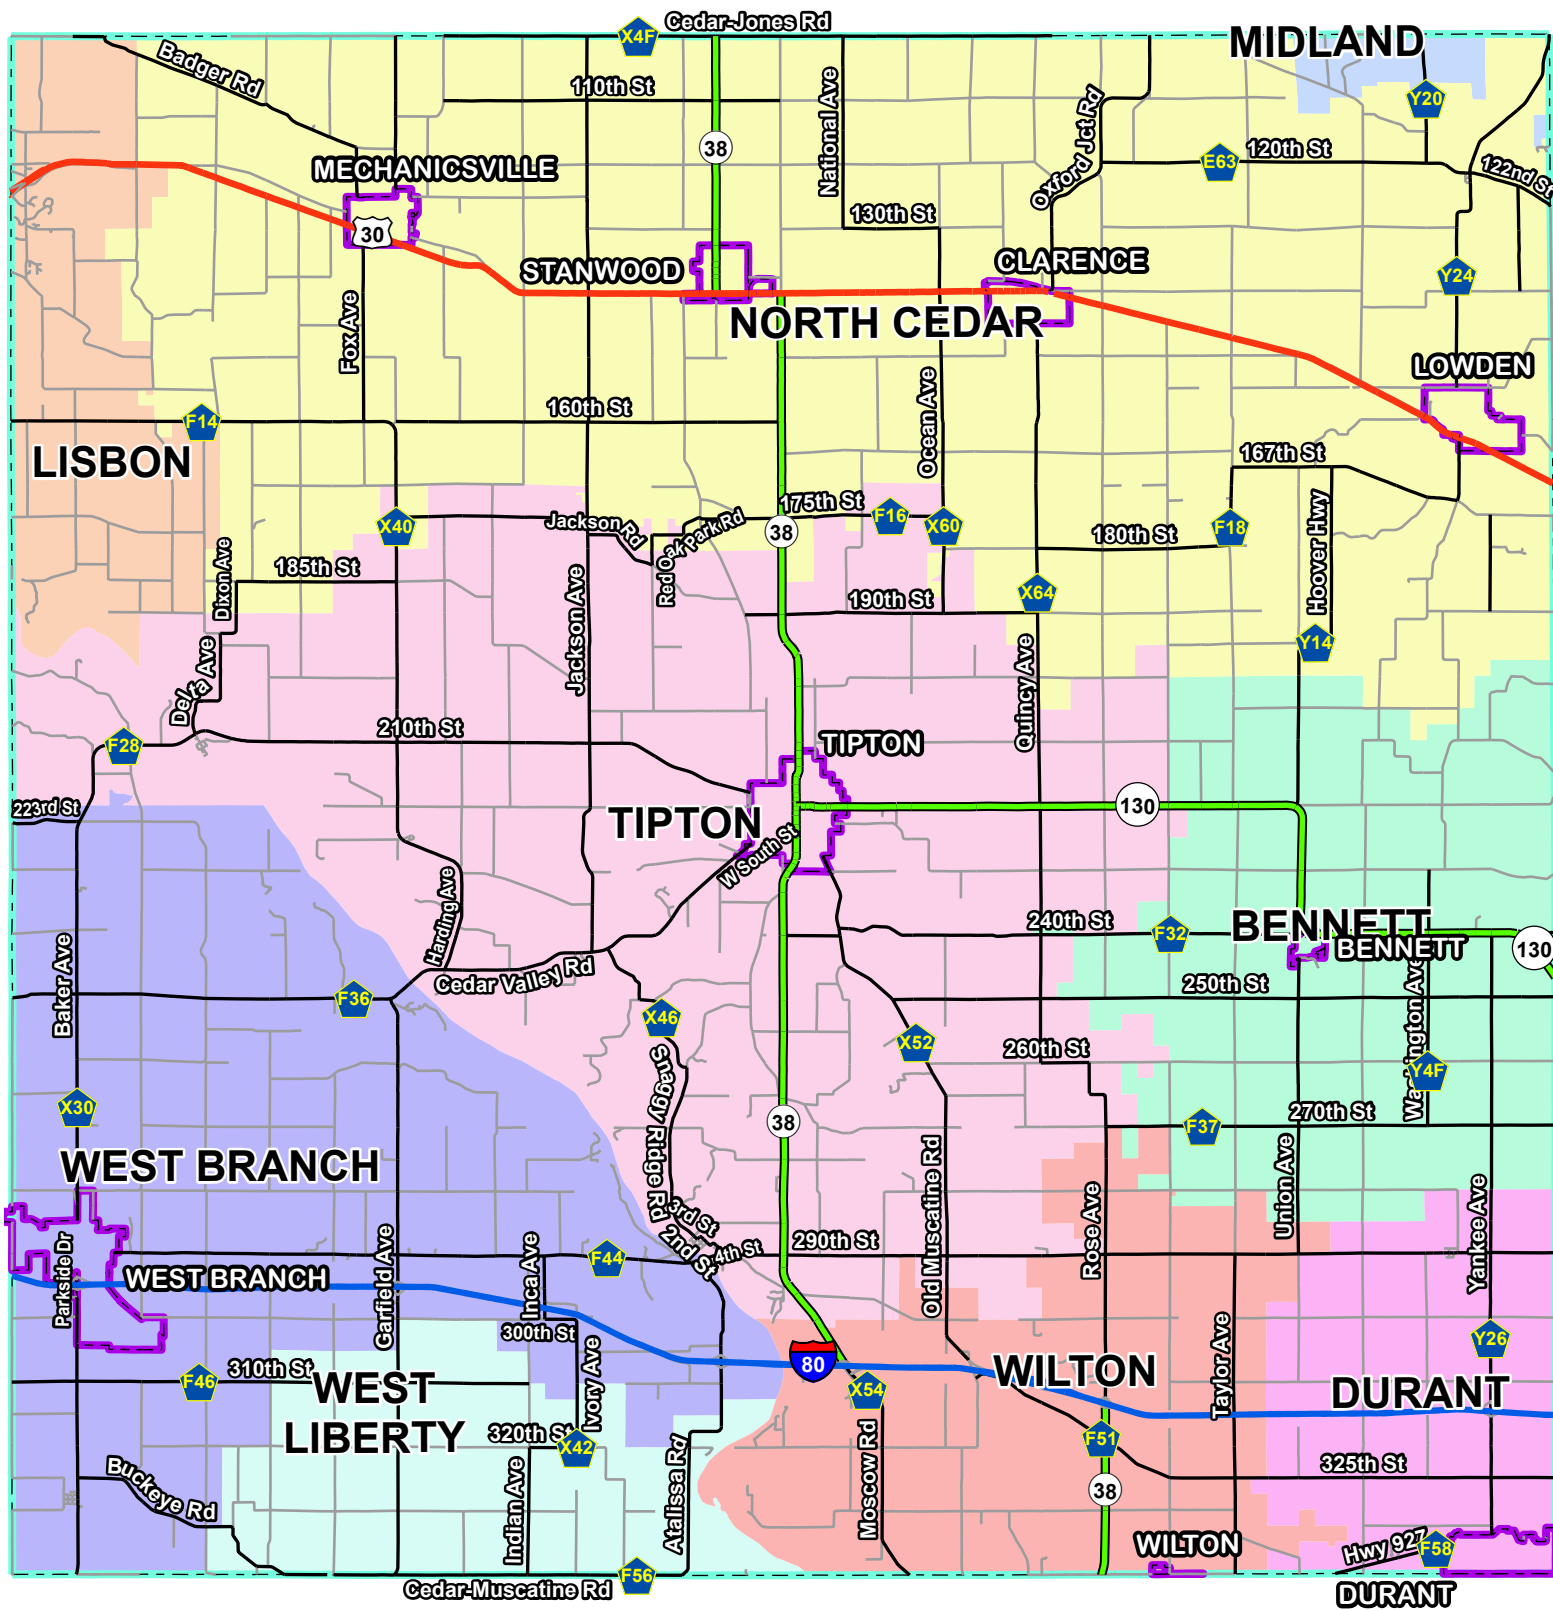 Cedar-Jones Rd
X4F
MIDLAND
Badger Rd
110th St
National Ave
Y20
Oxford Jct Rd
38
E63
120th St
122nd St
MECHANICSVILLE
30
130th St
STANWOOD
CLARENCE
Y24
NORTH CEDAR
Fox Ave
LOWDEN
Ocean Ave
160th St
F14
LISBON
167th St
X40
Jackson Rd
Red Oak Park Rd
175th St
38
F16
X60
180th St
F18
Hoover Hwy
Dixon Ave
185th St
Jackson Ave
190th St
X64
Y14
Delta Ave
Quincy Ave
F28
210th St
TIPTON
223rd St
TIPTON
W South St
130
Harding Ave
Baker Ave
240th St
F32
BENNETT
BENNETT
130
Cedar Valley Rd
F36
250th St
Washington Ave
X46
X52
260th St
Y4F
Snaggy Ridge Rd
X30
38
F37
270th St
Union Ave
WEST BRANCH
Old Muscatine Rd
Rose Ave
Yankee Ave
3rd St
2nd St
4th St
290th St
Parkside Dr
WEST BRANCH
Garfield Ave
Inca Ave
F44
300th St
Ivory Ave
80
Taylor Ave
Y26
F46
310th St
WEST
LIBERTY
X54
WILTON
DURANT
320th St
X42
Indian Ave
Atalissa Rd
Moscow Rd
F51
325th St
Buckeye Rd
38
WILTON
Hwy 927
F58
F56
Cedar-Muscatine Rd
DURANT